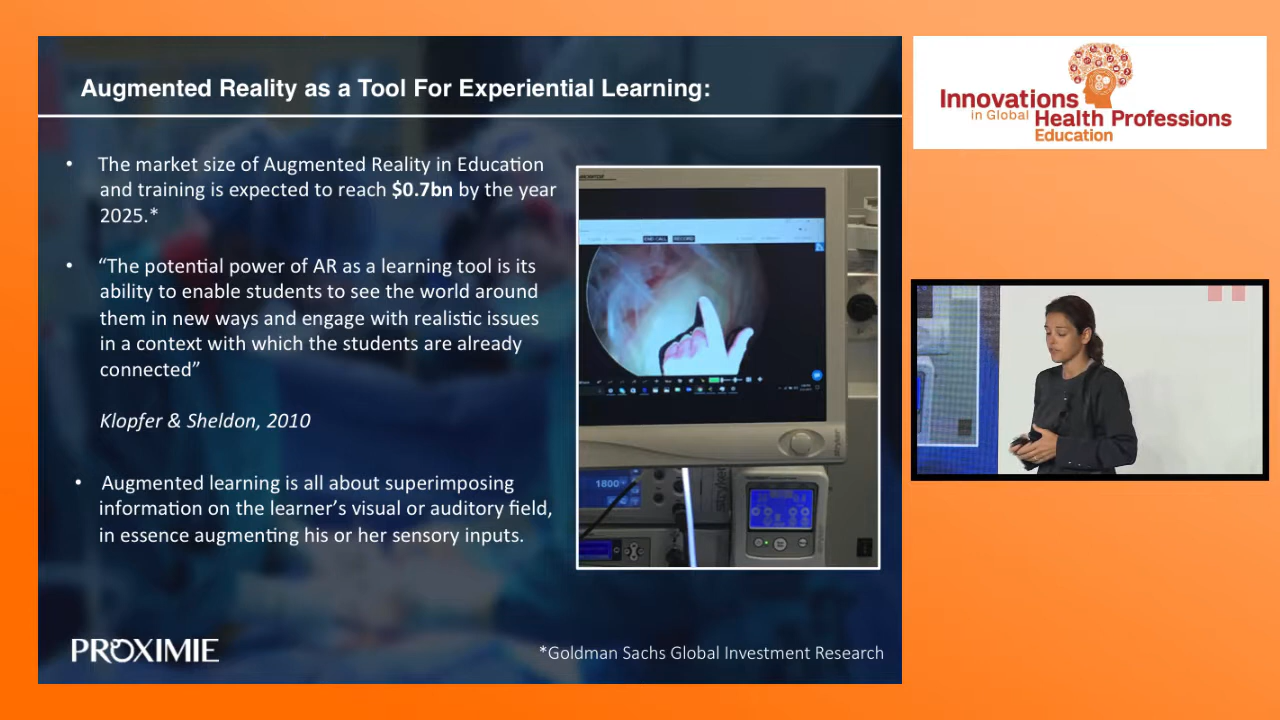 Augmented Reality as a Tool For Experiential Learning:
• The market size of Augmented Reality in Education
and training is expected to reach $0.7bn by the year
2025.*
• “The potential power of AR as a learning tool is its
ability to enable students to see the world around
them in new ways and engage with realistic issues
in a context with which the students are already
connected”
Klopfer & Sheldon, 2010
• Augmented learning is all about superimposing
information on the learner’s visual or auditory field,
in essence augmenting his or her sensory inputs.
END CALL RECORD
stryker
1800
stryker
PROXIMIE
*Goldman Sachs Global Investment Research
Innovations
in Global Health Professions
Education